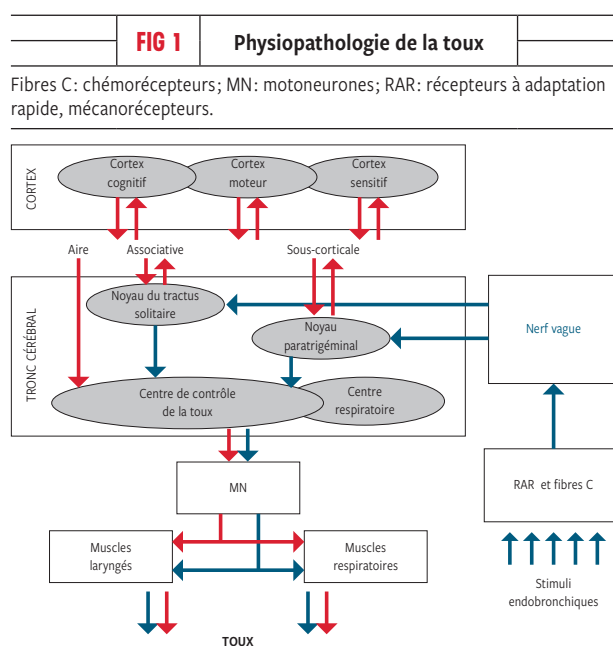 FIG 1
Physiopathologie de la toux
Fibres C: chémorécepteurs; MN: motoneurones; RAR: récepteurs à adaptation
rapide, mécanorécepteurs.
CORTEX
Cortex
cognitif
Cortex
moteur
Cortex
sensitif
Aire
Associative
Sous-corticale
TRONC CÉRÉBRAL
Noyau du tractus
solitaire
Noyau
paratrigéminal
Nerf vague
Centre de contrôle
de la toux
Centre
respiratoire
MN
RAR et fibres C
Muscles
laryngés
Muscles
respiratoires
Stimuli
endobronchiques
TOUX